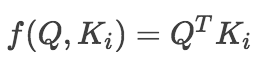 f(Q, K_i) = Q^T K_i